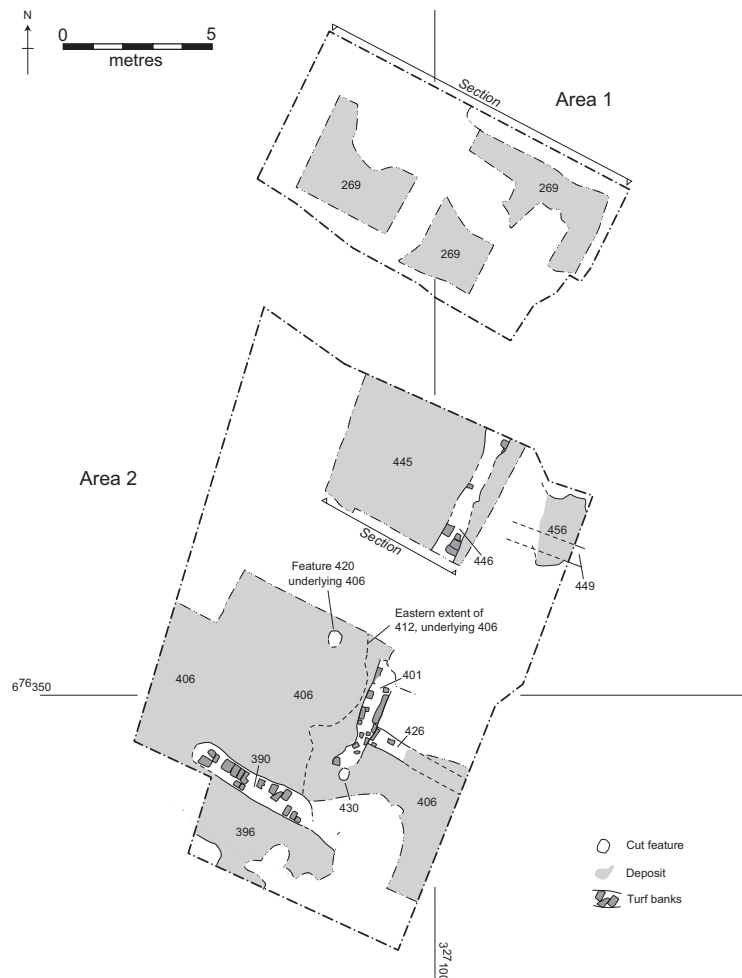 N
0 5
metres
Section
Area 1
269
269
269
Area 2
445
Section
446
456
449
Feature 420
underlying 406
Eastern extent of
412, underlying 406
406
406
401
676350
426
390
430
406
396
Cut feature
Deposit
Turf banks
327100